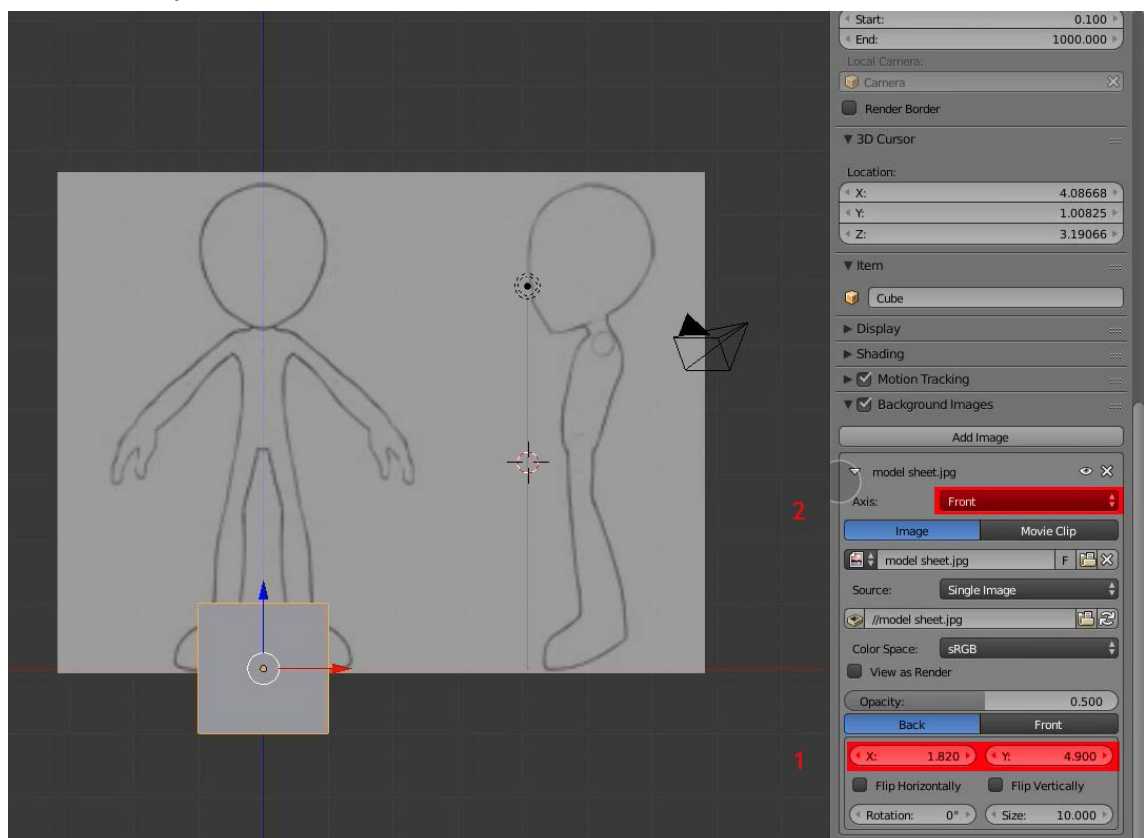 Start: 0.100
End: 1000.000
Local Camera:
Camera
Render Border
3D Cursor
Location:
X: 4.08668
Y: 1.00825
Z: 3.19066
Item
Cube
Display
Shading
Motion Tracking
Background Images
Add Image
model sheet.jpg
2 Axis: Front
Image Movie Clip
model sheet.jpg F
Source: Single Image
//model sheet.jpg
Color Space: sRGB
View as Render
Opacity: 0.500
Back Front
1 X: 1.820 Y: 4.900
Flip Horizontally Flip Vertically
Rotation: 0° Size: 10.000